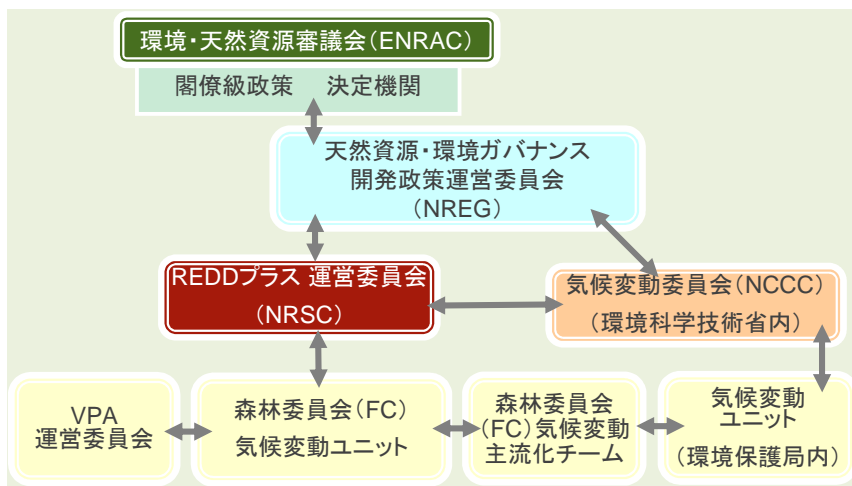 環境・天然資源審議会(ENRAC)
閣僚級政策　決定機関
天然資源・環境ガバナンス
開発政策運営委員会
(NREG)
REDDプラス 運営委員会
(NRSC)
気候変動委員会(NCCC)
(環境科学技術省内)
VPA
運営委員会
森林委員会(FC)
気候変動ユニット
森林委員会
(FC)気候変動
主流化チーム
気候変動
ユニット
(環境保護局内)